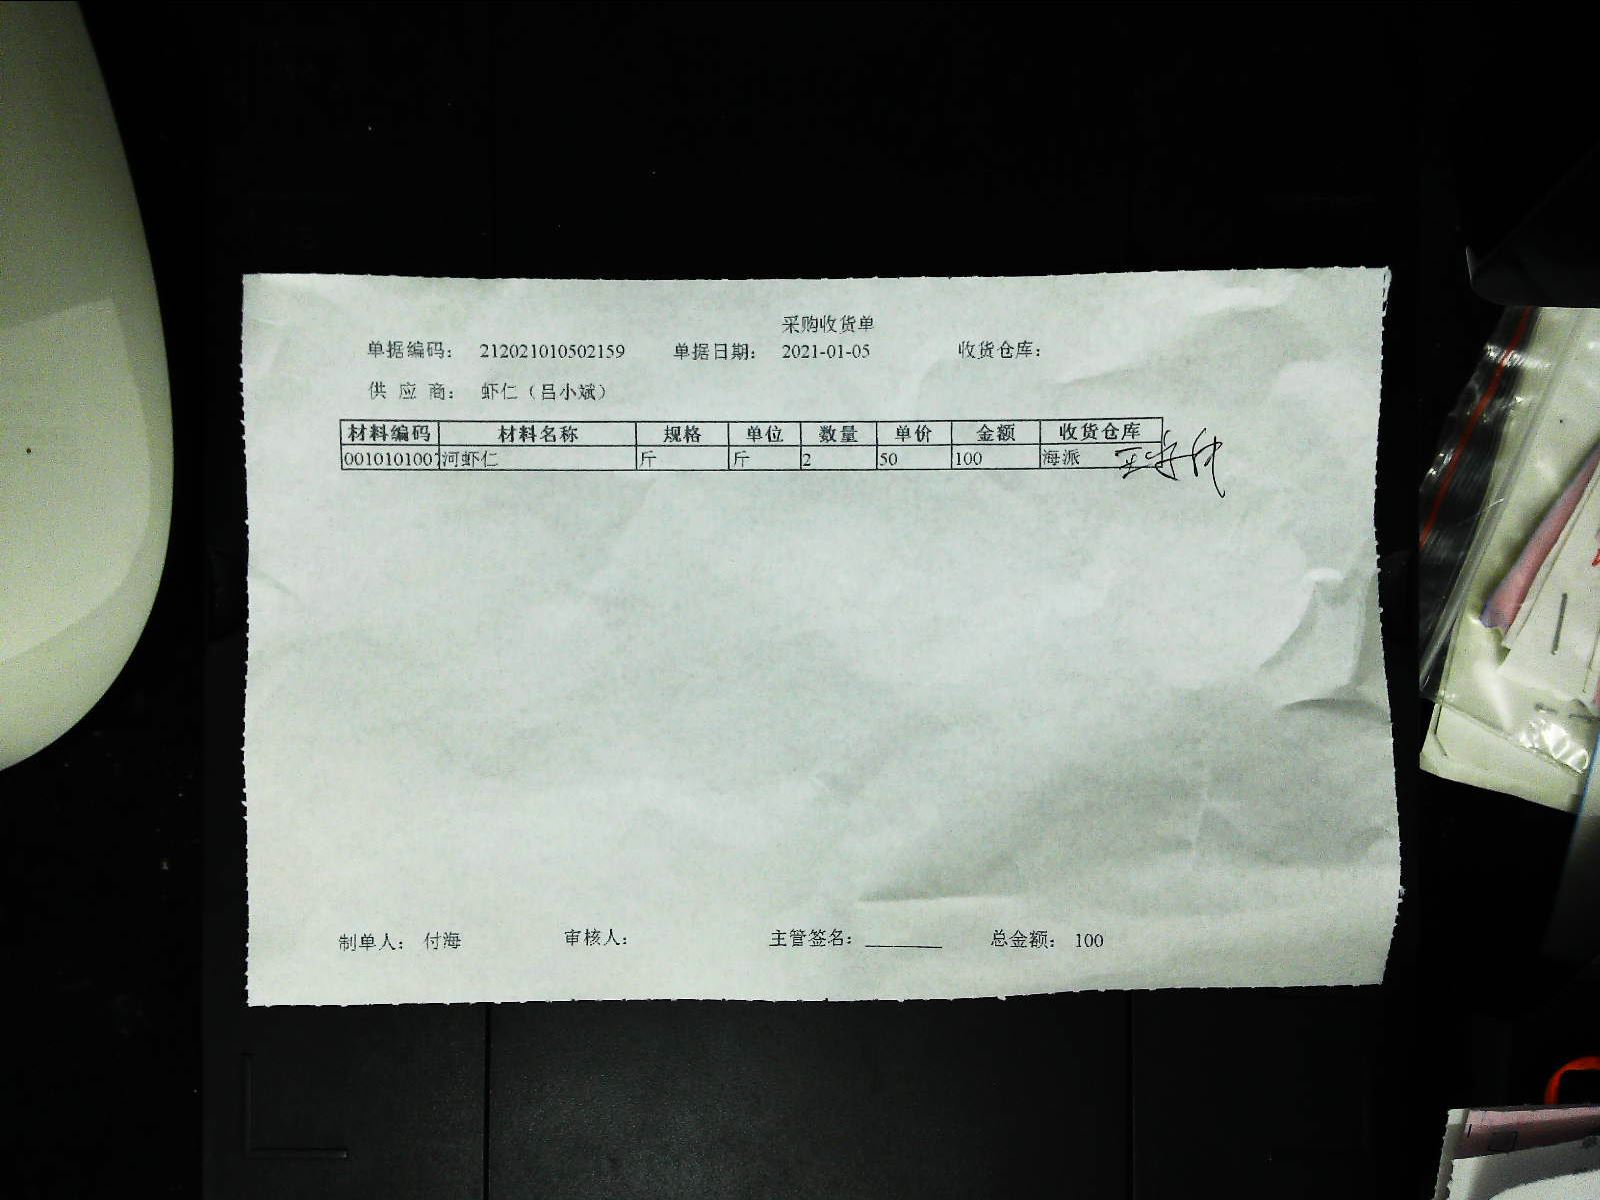 采购收货单
单据编码： 212021010502159 单据日期： 2021-01-05 收货仓库：
供 应 商： 虾仁（吕小斌）
材料编码 材料名称 规格 单位 数量 单价 金额 收货仓库
0010101007 河虾仁 斤 斤 2 50 100 海派
制单人： 付海 审核人： 主管签名： ________ 总金额： 100